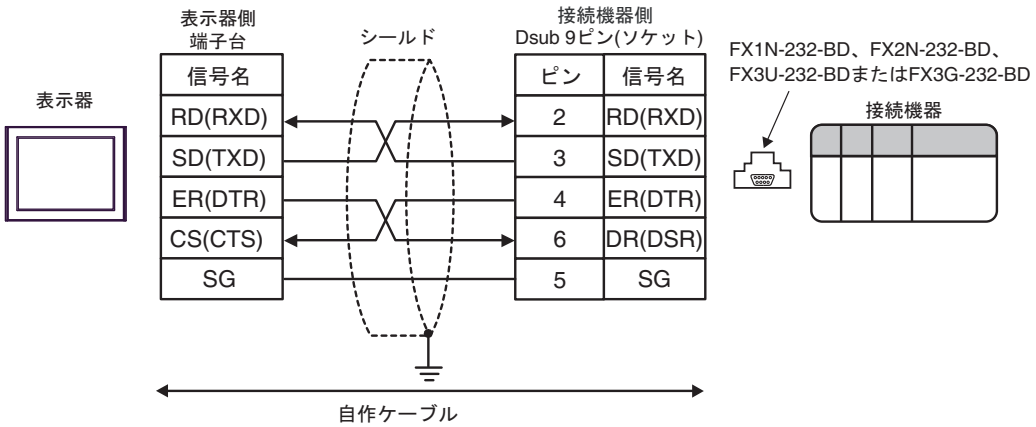 表示器側
端子台
シールド
接続機器側
Dsub 9ピン(ソケット)
FX1N-232-BD、FX2N-232-BD、
FX3U-232-BDまたはFX3G-232-BD
表示器
接続機器
信号名
ピン 信号名
RD(RXD) 2 RD(RXD)
SD(TXD) 3 SD(TXD)
ER(DTR) 4 ER(DTR)
CS(CTS) 6 DR(DSR)
SG 5 SG
自作ケーブル